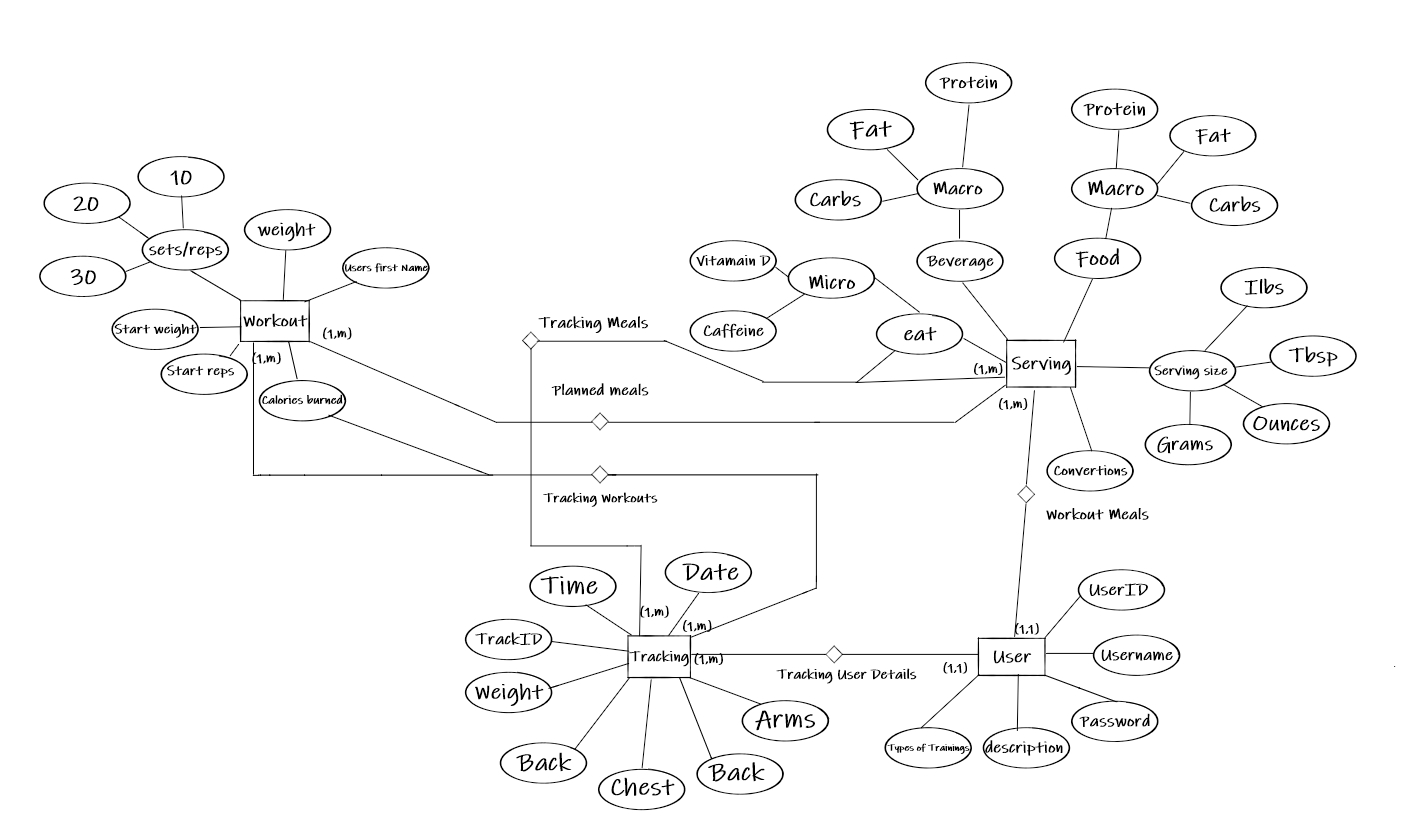 Protein
Fat
Macro
Carbs
Beverage
Protein
Fat
Macro
Carbs
Food
10
20
sets/reps
30
weight
Users first Name
Workout
(1,m)
(1,m)
Start weight
Start reps
Calories burned
Vitamain D
Micro
Caffeine
eat
Tracking Meals
Planned meals
Serving
(1,m)
(1,m)
Ilbs
Tbsp
Serving size
Ounces
Grams
Convertions
Tracking Workouts
Workout Meals
Time
Date
(1,m)
(1,m)
TrackID
Tracking
(1,m)
Weight
Arms
Back
Chest
Back
Tracking User Details
(1,1)
(1,1)
User
UserID
Username
Password
description
Types of Trainings